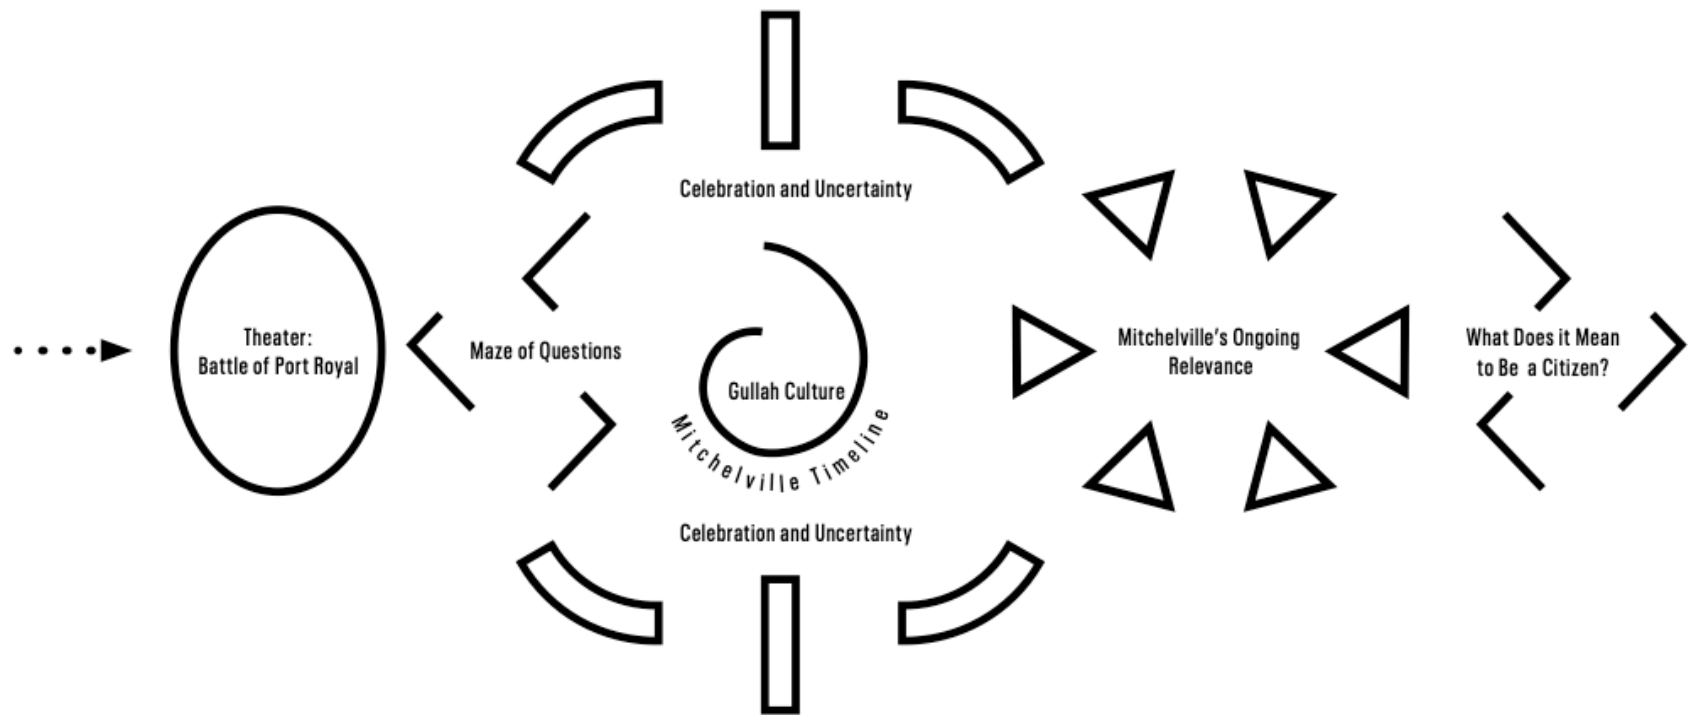 Celebration and Uncertainty
Theater:
Battle of Port Royal
Maze of Questions
Gullah Culture
Mitchelville Timeline
Mitchelville's Ongoing
Relevance
What Does it Mean
to Be a Citizen?
Celebration and Uncertainty